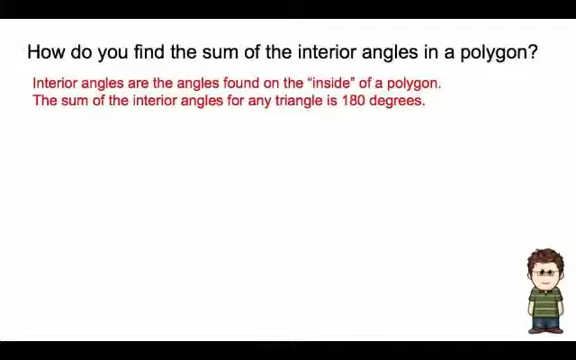 How do you find the sum of the interior angles in a polygon?
Interior angles are the angles found on the “inside” of a polygon.
The sum of the interior angles for any triangle is 180 degrees.